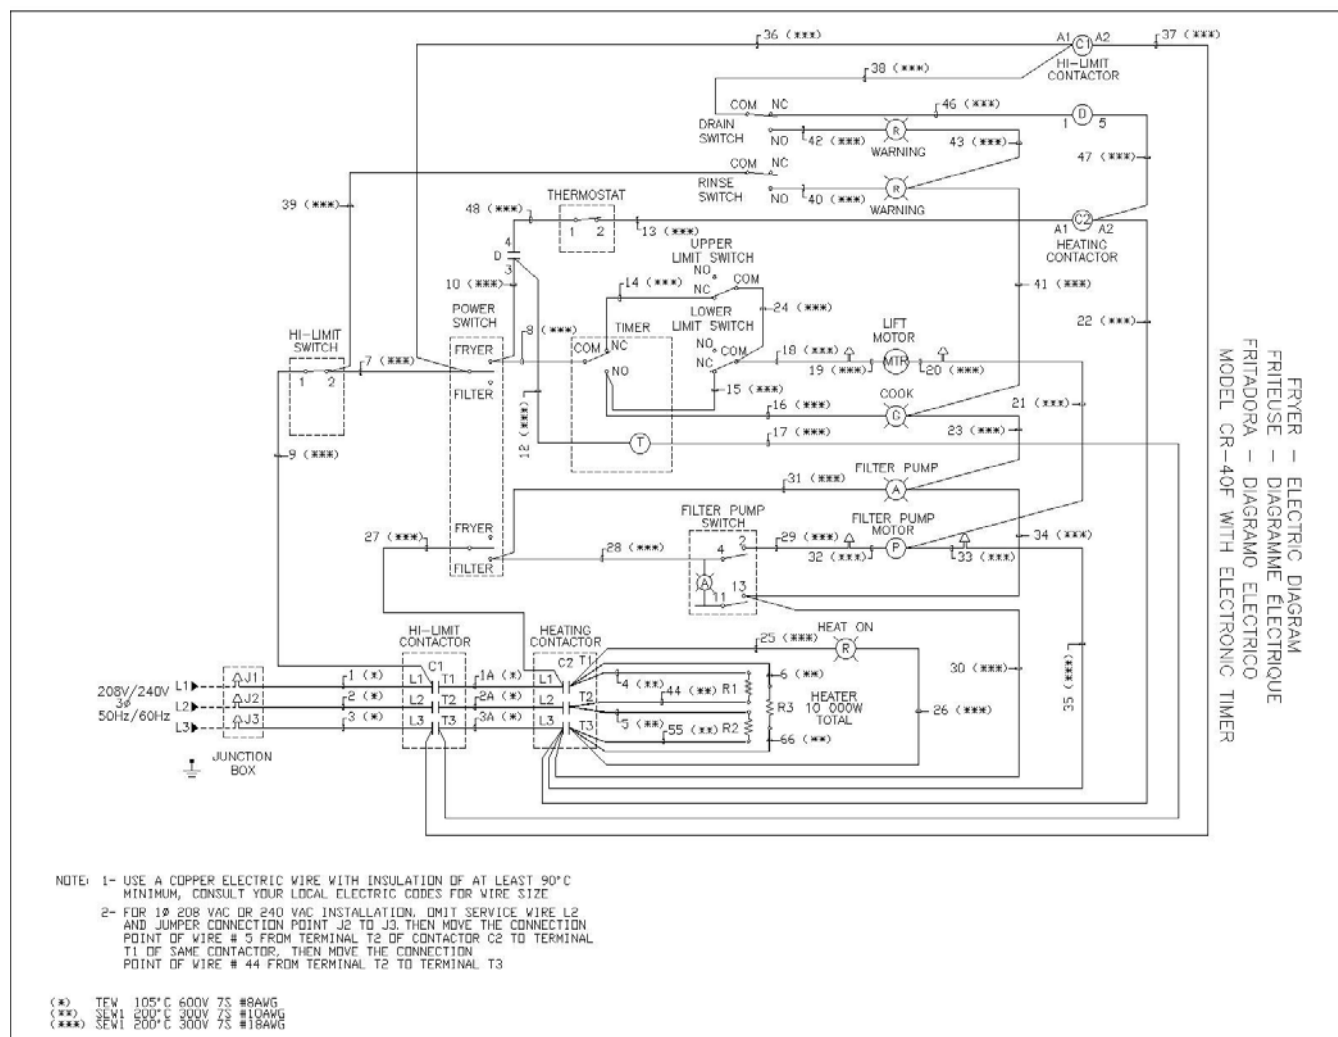 36 (***)
37 (***)
A1 C1 A2
HI-LIMIT
CONTACTOR
38 (***)
COM NC
46 (***)
D
1 5
DRAIN
SWITCH
NO
42 (***)
R
WARNING
43 (***)
47 (***)
COM NC
RINSE
SWITCH
NO
40 (***)
R
WARNING
39 (***)
48 (***)
THERMOSTAT
1 2
13 (***)
C2
A1 A2
HEATING
CONTACTOR
4
D
3
10 (***)
UPPER
LIMIT SWITCH
NO
NC
COM
14 (***)
24 (***)
41 (***)
22 (***)
POWER
SWITCH
8 (***)
TIMER
LOWER
LIMIT SWITCH
LIFT
MOTOR
HI-LIMIT
SWITCH
7 (***)
FRYER
FILTER
COM
NC
NO
NO
NC
COM
18 (***)
19 (***)
MTR
20 (***)
1 2
15 (***)
COOK
21 (***)
16 (***)
G
23 (***)
12 (***)
17 (***)
T
9 (***)
31 (***)
FILTER PUMP
A
FILTER PUMP
SWITCH
FILTER PUMP
MOTOR
27 (***)
FRYER
FILTER
28 (***)
2
4
29 (***)
32 (***)
P
33 (***)
34 (***)
A
13
11
HI-LIMIT
CONTACTOR
HEATING
CONTACTOR
25 (***)
HEAT ON
R
30 (***)
35 (***)
C1
C2 T1
208V/240V
3Ø
50Hz/60Hz
L1 J1 1 (*) L1 T1 1A (*) L1
L2 J2 2 (*) L2 T2 2A (*) L2 T2
L3 J3 3 (*) L3 T3 3A (*) L3 T3
4 (**)
44 (**)
R1
6 (**)
5 (**)
55 (**)
R2
R3
66 (**)
HEATER
10 000W
TOTAL
26 (***)
JUNCTION
BOX
FRYER - ELECTRIC DIAGRAM
FRITEUSE - DIAGRAMME ÉLECTRIQUE
FRITADORA - DIAGRAMO ELECTRICO
MODEL CR-40F WITH ELECTRONIC TIMER
NOTE: 1- USE A COPPER ELECTRIC WIRE WITH INSULATION OF AT LEAST 90°C
MINIMUM, CONSULT YOUR LOCAL ELECTRIC CODES FOR WIRE SIZE
2- FOR 1Ø 208 VAC OR 240 VAC INSTALLATION, OMIT SERVICE WIRE L2
AND JUMPER CONNECTION POINT J2 TO J3. THEN MOVE THE CONNECTION
POINT OF WIRE # 5 FROM TERMINAL T2 OF CONTACTOR C2 TO TERMINAL
T1 OF SAME CONTACTOR, THEN MOVE THE CONNECTION
POINT OF WIRE # 44 FROM TERMINAL T2 TO TERMINAL T3
(*) TEW 105°C 600V 7S #8AWG
(**) SEW1 200°C 300V 7S #10AWG
(***) SEW1 200°C 300V 7S #18AWG